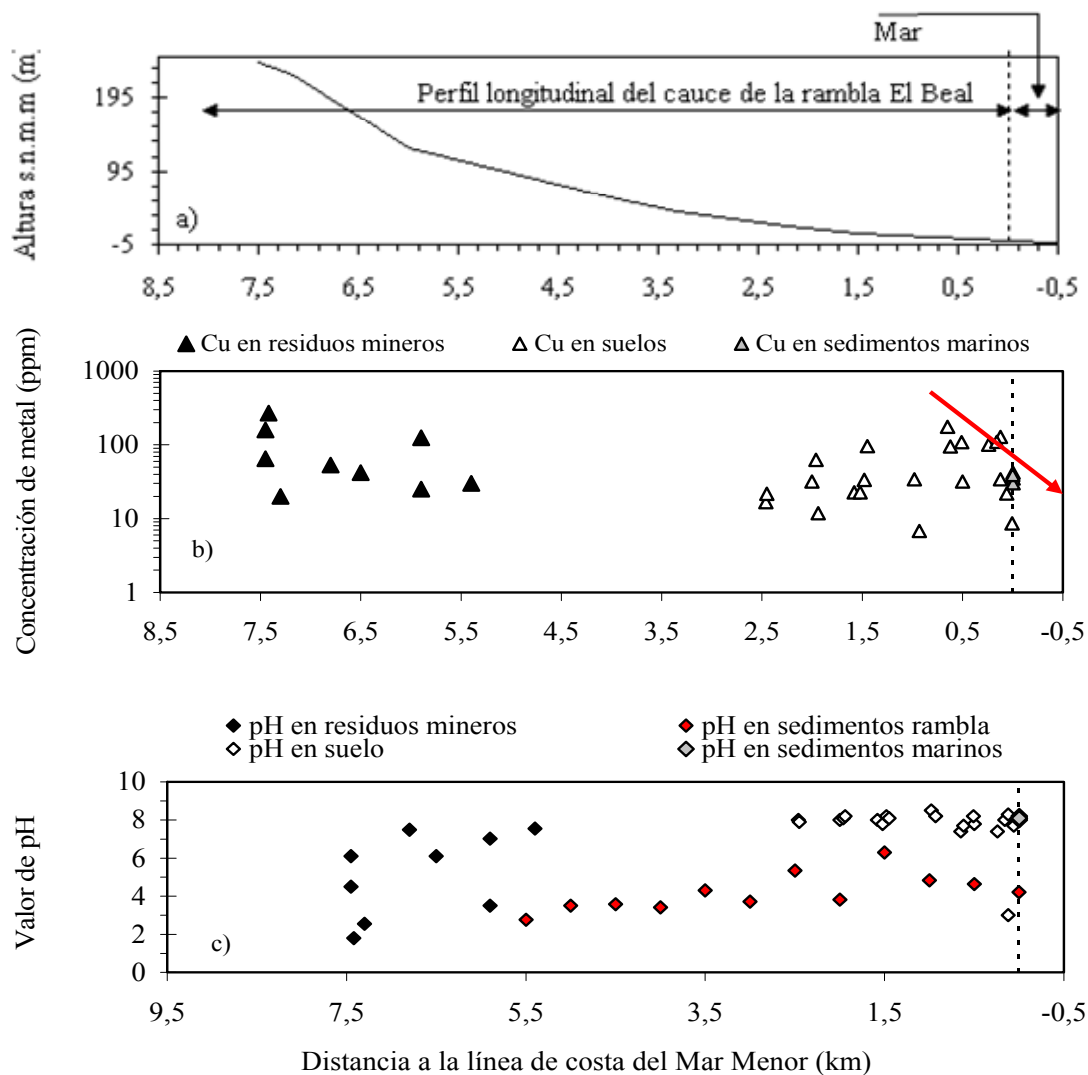 Mar
Altura s.n.m.m (m
195
95
-5
Perfil longitudinal del cauce de la rambla El Beal
a)
8,5 7,5 6,5 5,5 4,5 3,5 2,5 1,5 0,5 -0,5
Cu en residuos mineros Cu en suelos Cu en sedimentos marinos
Concentración de metal (ppm)
1000
100
10
1
b)
8,5 7,5 6,5 5,5 4,5 3,5 2,5 1,5 0,5 -0,5
pH en residuos mineros pH en sedimentos rambla
pH en suelo pH en sedimentos marinos
Valor de pH
10
8
6
4
2
0
c)
9,5 7,5 5,5 3,5 1,5 -0,5
Distancia a la línea de costa del Mar Menor (km)